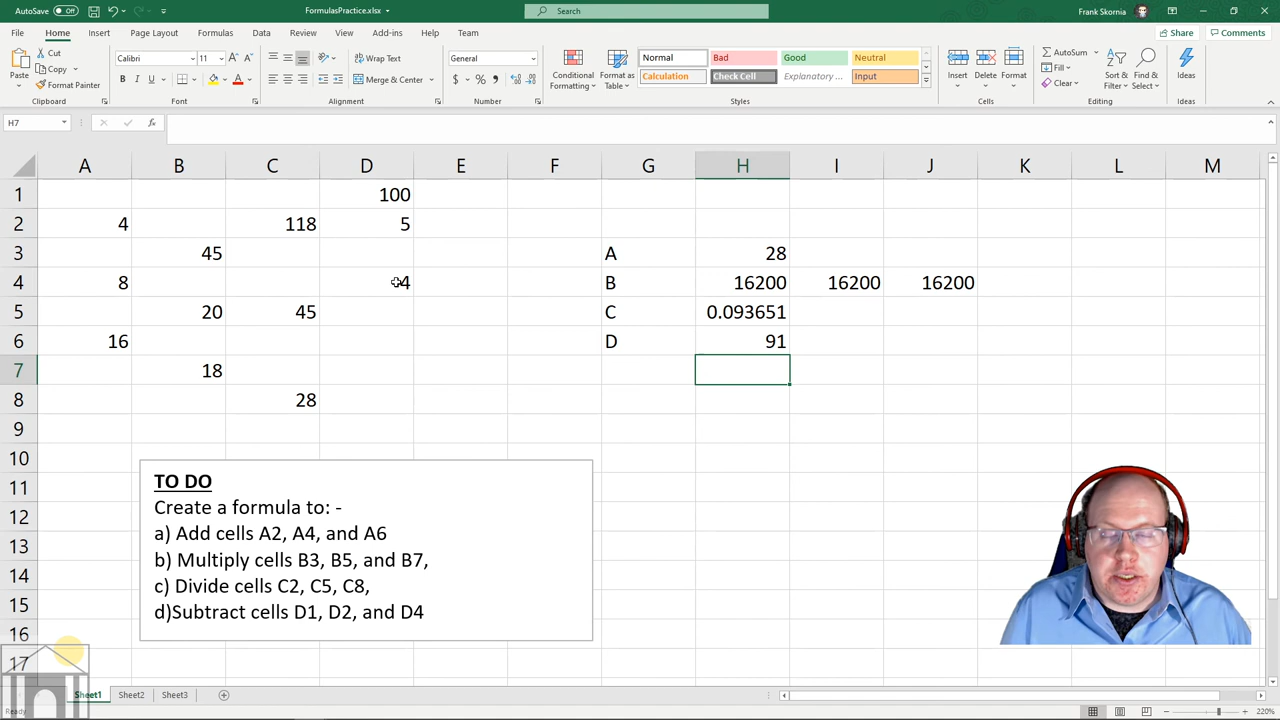 AutoSave Off FormulasPractice.xlsx Search Frank Skornia
File Home Insert Page Layout Formulas Data Review View Add-ins Help Team Share Comments
Paste Cut Copy Format Painter Clipboard
Calibri 11 A A B I U A Font
ab Wrap Text Merge & Center Alignment
General $ % , Number
Conditional Formatting Format as Table Normal Bad Good Neutral Calculation Check Cell Explanatory ... Input Styles
Insert Delete Format Cells
AutoSum Fill Clear Sort & Filter Find & Select Editing
Ideas Ideas
H7 fx
A B C D E F G H I J K L M
1 100
2 4 118 5
3 45 A 28
4 8 4 B 16200 16200 16200
5 20 45 C 0.093651
6 16 D 91
7 18
8 28
9
10
11
12
13
14
15
16
17
TO DO
Create a formula to: -
a) Add cells A2, A4, and A6
b) Multiply cells B3, B5, and B7,
c) Divide cells C2, C5, C8,
d)Subtract cells D1, D2, and D4
Sheet1 Sheet2 Sheet3
Ready 220%